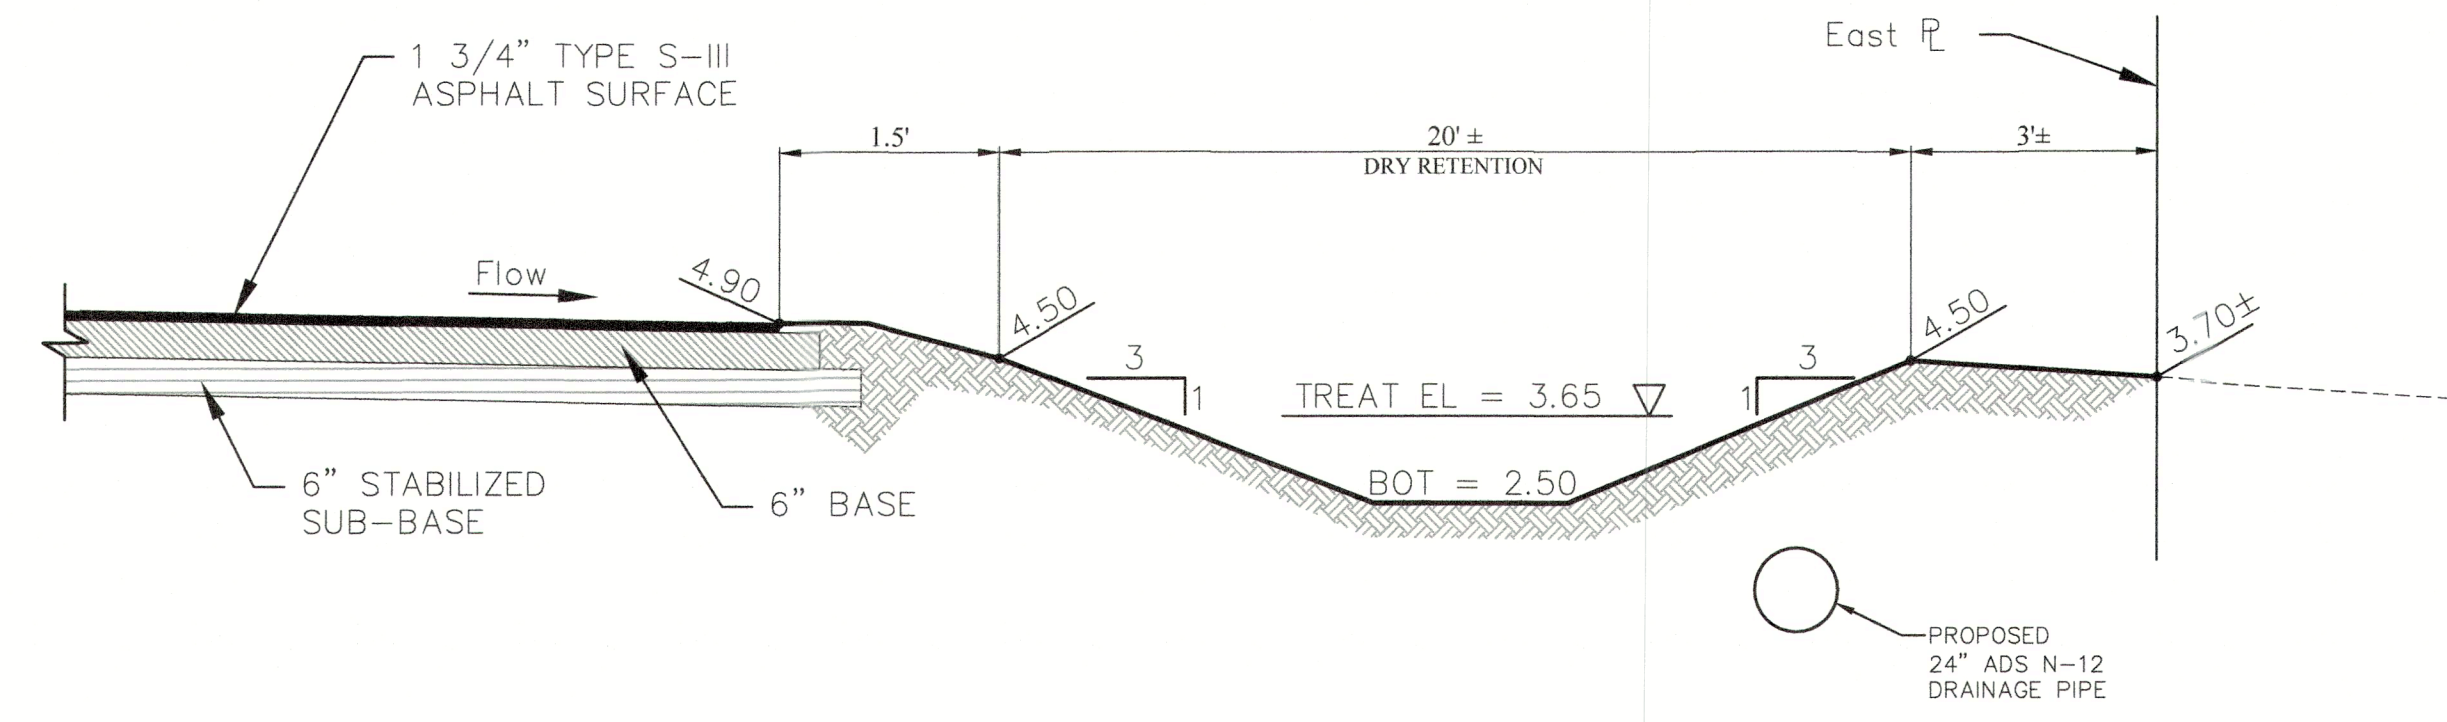 1 3/4” TYPE S-III
ASPHALT SURFACE
East PL
1.5'
20' ±
DRY RETENTION
3'±
Flow
4.90
4.50
4.50
3.70±
3
1
TREAT EL = 3.65
3
1
BOT = 2.50
6” STABILIZED
SUB-BASE
6” BASE
PROPOSED
24” ADS N-12
DRAINAGE PIPE